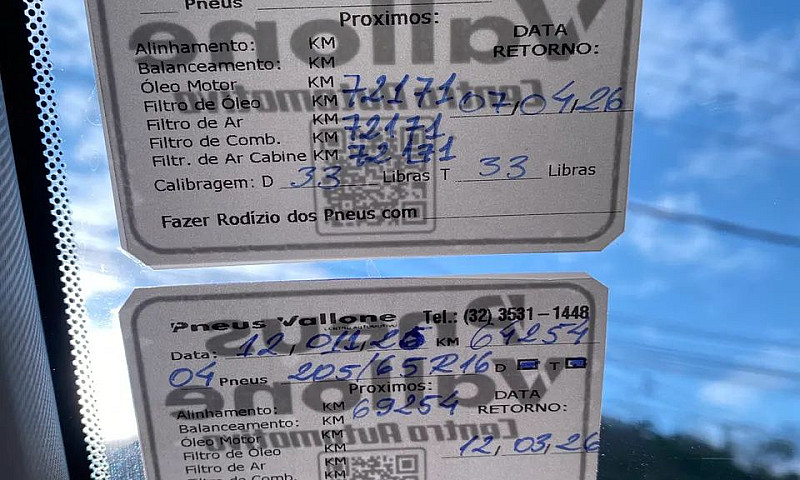 Pneus
Proximos:
DATA
Alinhamento: KM RETORNO:
Balanceamento: KM
Óleo Motor KM 72171
Filtro de Óleo KM 07,04,26
Filtro de Ar KM 72171
Filtro de Comb. KM
Filtr. de Ar Cabine KM 72171
Calibragem: D 33 Libras T 33 Libras
Fazer Rodízio dos Pneus com
Pneus Vallone Tel.: (32) 3531-1448
Data: 12, 01, 26 KM 64254
04 Pneus 205/65R16 D T
Proximos:
Alinhamento: KM 69254 DATA
Balanceamento: KM RETORNO:
Óleo Motor KM
Filtro de Óleo KM 12, 03, 26
Filtro de Ar KM
Filtro de Comb. KM